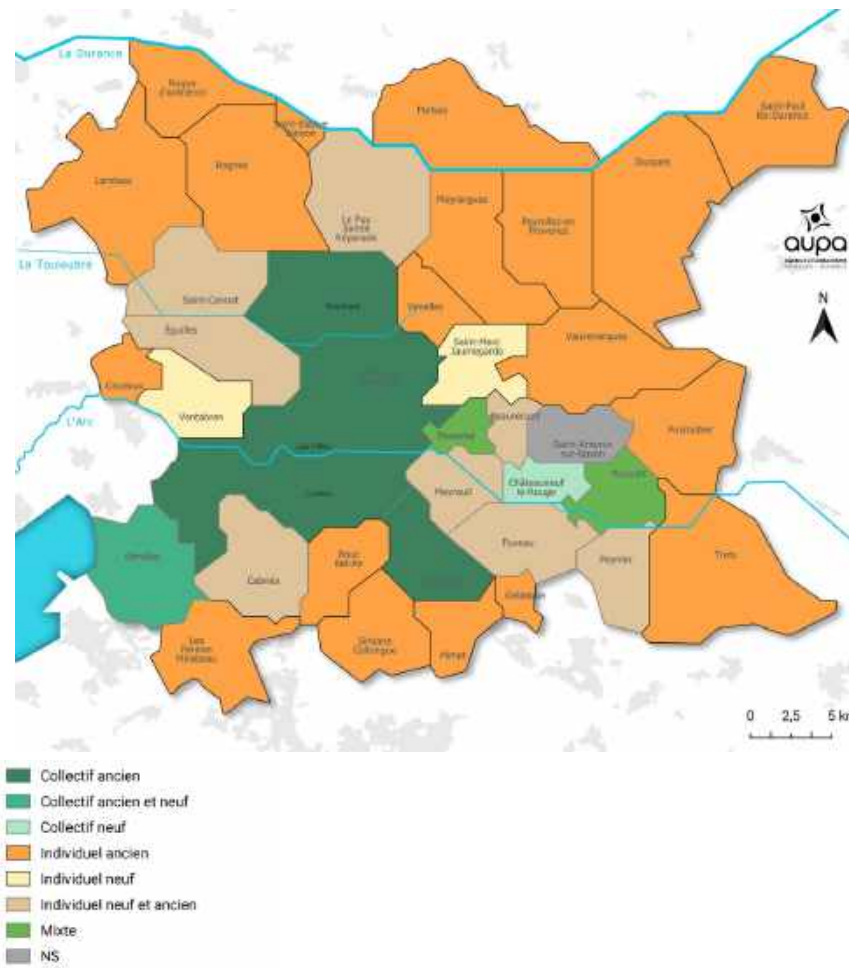 La Durance
Rognes
Lambesc
Le Puy
Sainte
Réparade
Meyrargues
Peyrolles-en
Provence
Saint-Paul
lez-Durance
La Touloubre
Saint-Cannat
Éguilles
Venelles
Saint-Marc
Jaumegarde
Vauvenargues
Ventabren
L'Arc
Beaurecueil
Saint-Antonin
sur-Bayon
Puyloubier
Meyreuil
Châteauneuf
le-Rouge
Rousset
Fuveau
Peynier
Trets
Cabriès
Bouc
Bel-Air
Gréasque
Les
Pennes
Mirabeau
Simiane
Collongue
Mimet
aupa
N
0 2,5 5 km
Collectif ancien
Collectif ancien et neuf
Collectif neuf
Individuel ancien
Individuel neuf
Individuel neuf et ancien
Mixte
NS